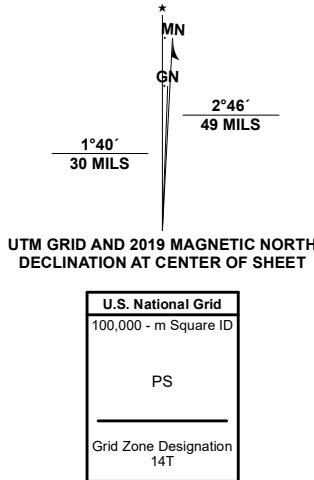 ★
MN
GN
1°40´
30 MILS
2°46´
49 MILS
UTM GRID AND 2019 MAGNETIC NORTH
DECLINATION AT CENTER OF SHEET
U.S. National Grid
100,000 - m Square ID
PS
Grid Zone Designation
14T